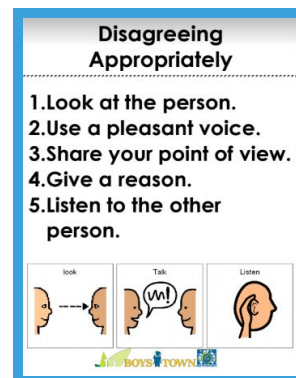 Disagreeing
Appropriately
1.Look at the person.
2.Use a pleasant voice.
3.Share your point of view.
4.Give a reason.
5.Listen to the other
person.
look Talk Listen
m!
BOYS TOWN